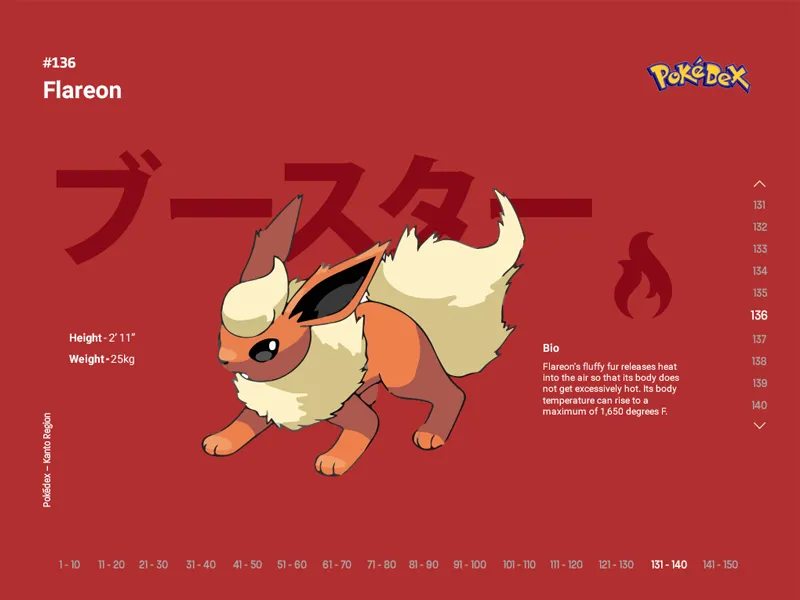 #136
Flareon
POKéDEX
ブースター
131
132
133
134
135
136
137
138
139
140
Height - 2’ 11”
Weight - 25kg
Bio
Flareon's fluffy fur releases heat
into the air so that its body does
not get excessively hot. Its body
temperature can rise to a
maximum of 1,650 degrees F.
Pokédex – Kanto Region
1 - 10 11 - 20 21 - 30 31 - 40 41 - 50 51 - 60 61 - 70 71 - 80 81 - 90 91 - 100 101 - 110 111 - 120 121 - 130 131 - 140 141 - 150